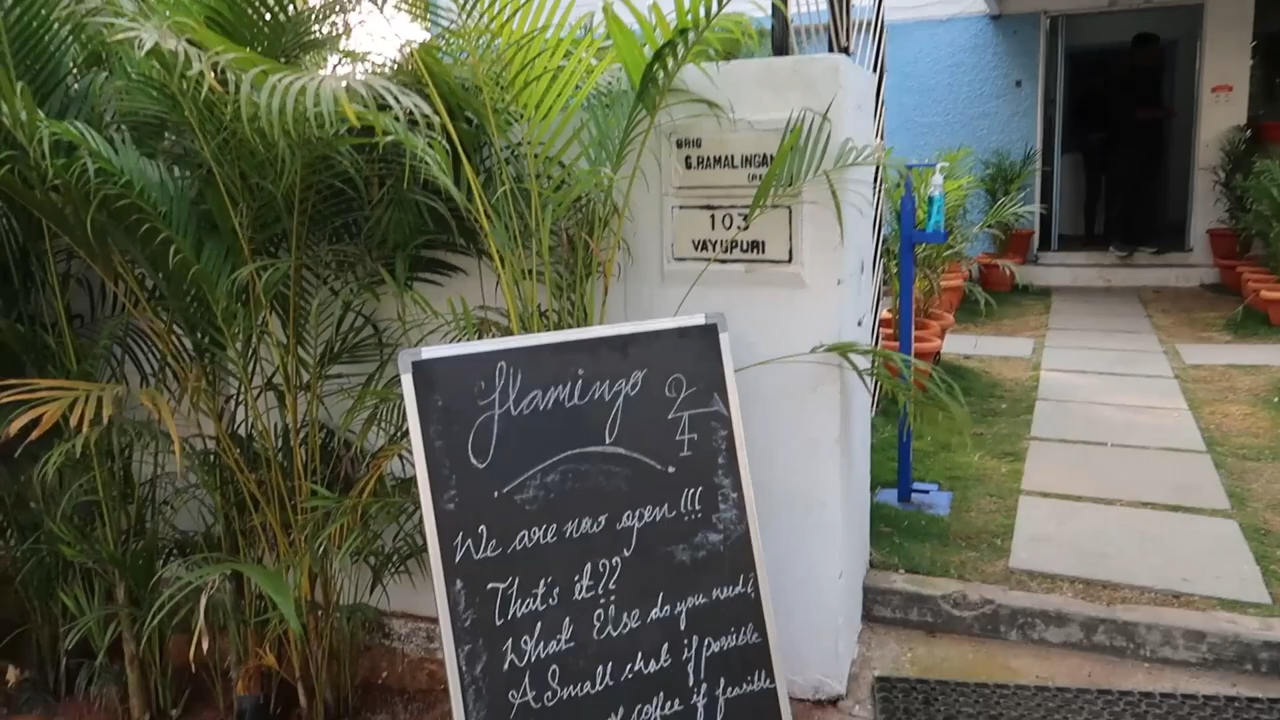 BRIG
G.RAMALINGAM
103
VAYUPURI
flamingo
We are now open!!!
That's it??
What Else do you need?
A Small chat if possible
coffee if feasible